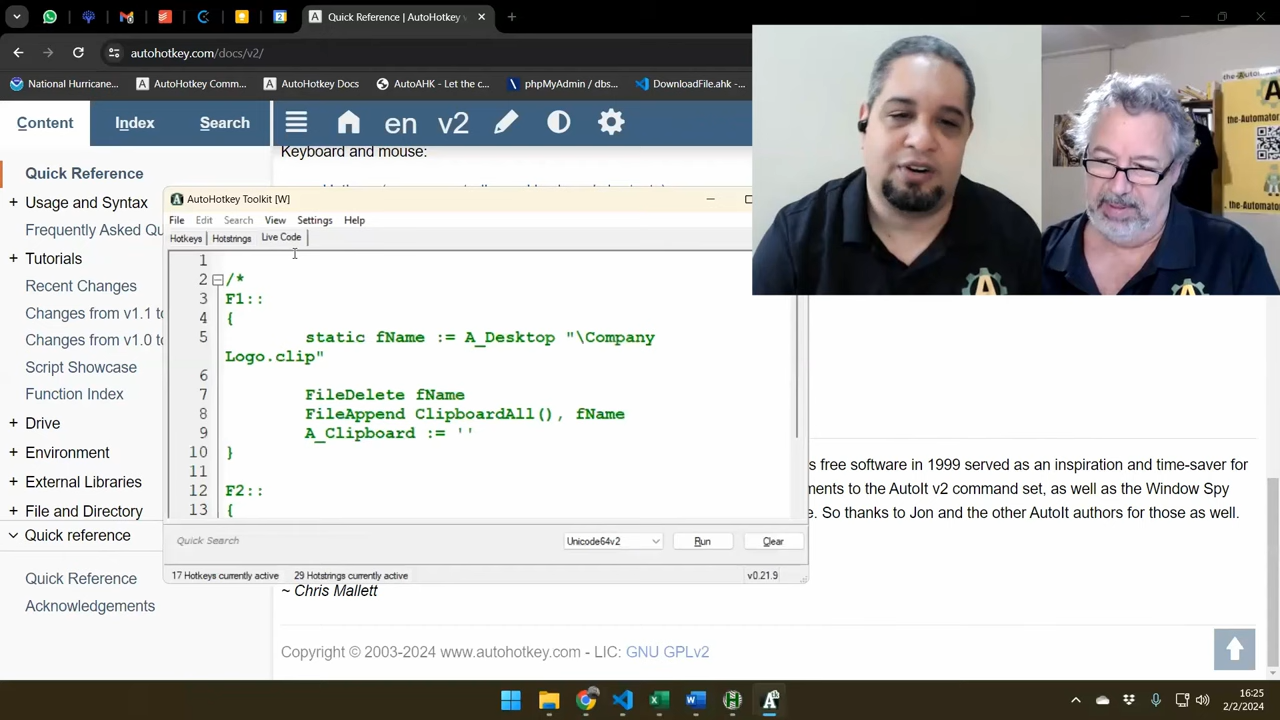 Quick Reference | AutoHotkey v
autohotkey.com/docs/v2/
National Hurricane...
AutoHotkey Comm...
AutoHotkey Docs
AutoAHK - Let the c...
phpMyAdmin / dbs...
DownloadFile.ahk -...
Content
Index
Search
en
v2
Keyboard and mouse:
Quick Reference
Usage and Syntax
Frequently Asked Qu
Tutorials
Recent Changes
Changes from v1.1 to
Changes from v1.0 to
Script Showcase
Function Index
Drive
Environment
External Libraries
File and Directory
Quick reference
Quick Reference
Acknowledgements
AutoHotkey Toolkit [W]
File
Edit
Search
View
Settings
Help
Hotkeys
Hotstrings
Live Code
1
2 /*
3 F1::
4 {
5 static fName := A_Desktop "\Company
Logo.clip"
6
7 FileDelete fName
8 FileAppend ClipboardAll(), fName
9 A_Clipboard := ''
10 }
11
12 F2::
13 {
Quick Search
Unicode64v2
Run
Clear
17 Hotkeys currently active
29 Hotstrings currently active
v0.21.9
s free software in 1999 served as an inspiration and time-saver for
ments to the AutoIt v2 command set, as well as the Window Spy
e. So thanks to Jon and the other AutoIt authors for those as well.
~ Chris Mallett
Copyright © 2003-2024 www.autohotkey.com - LIC: GNU GPLv2
the-Automator
16:25
2/2/2024